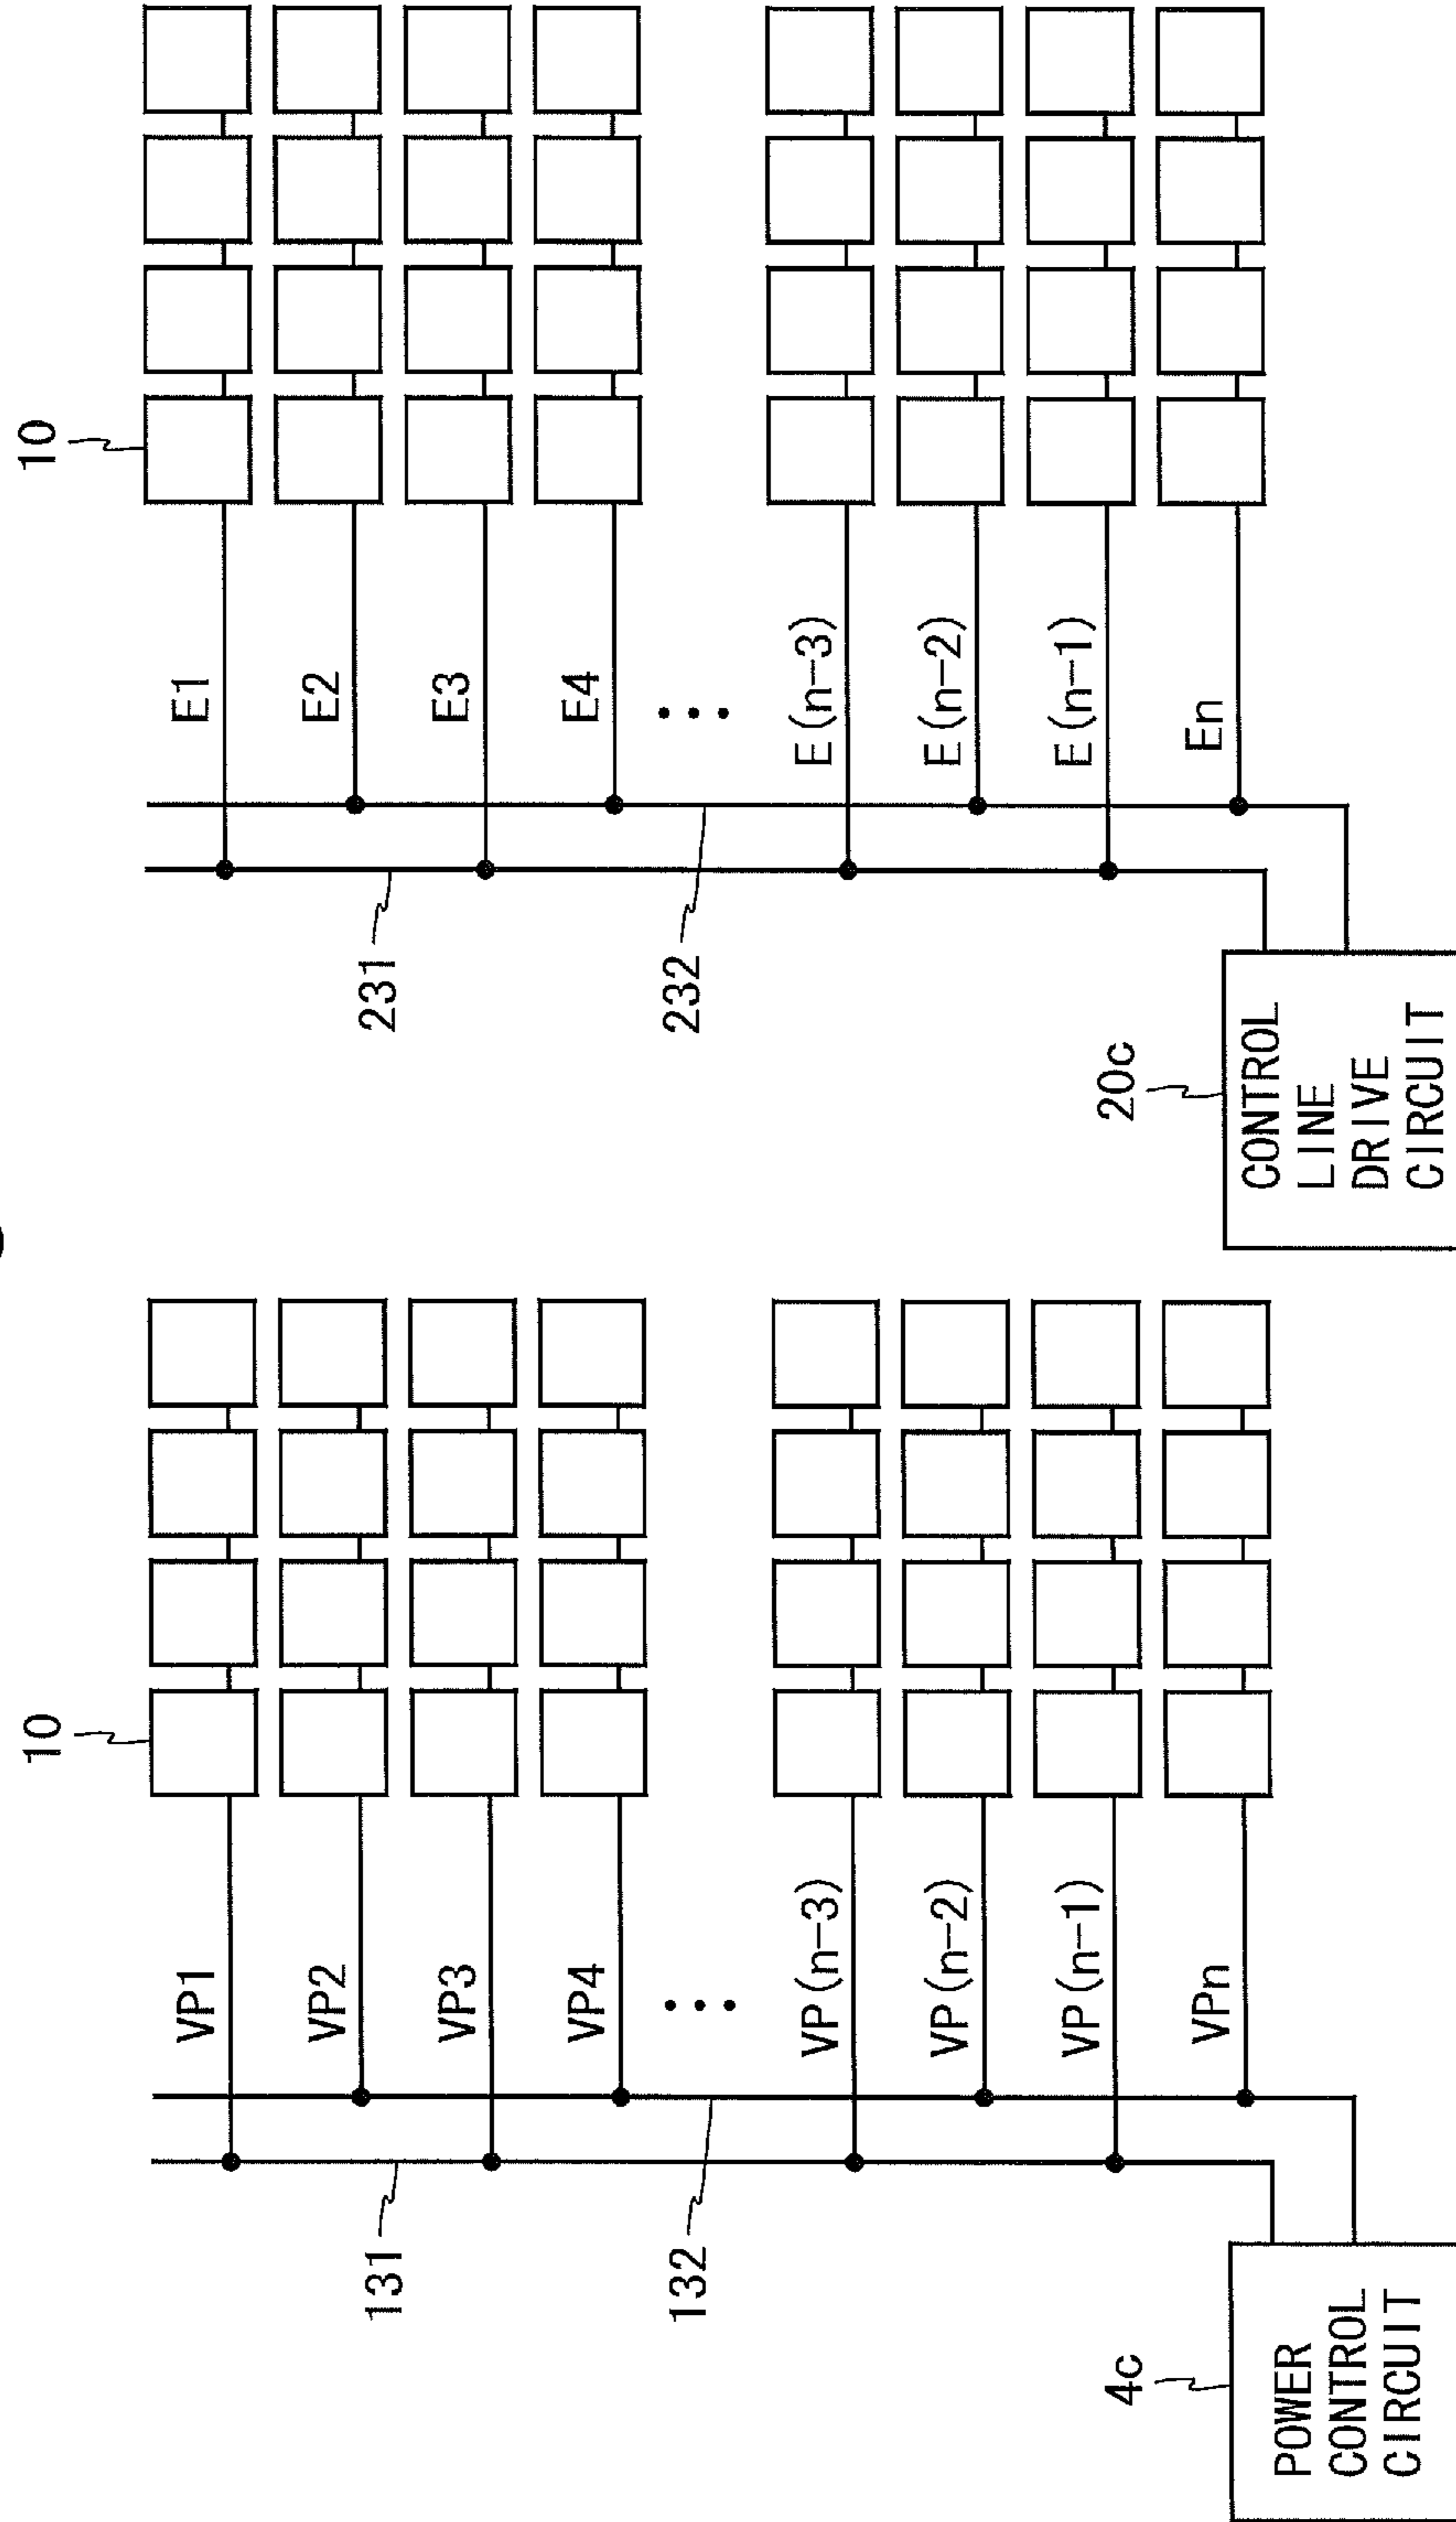 10
VP1
VP2
VP3
VP4
...
VP(n-3)
VP(n-2)
VP(n-1)
VPn
131
132
4c
POWER
CONTROL
CIRCUIT
10
E1
E2
E3
E4
...
E(n-3)
E(n-2)
E(n-1)
En
231
232
20c
CONTROL
LINE
DRIVE
CIRCUIT